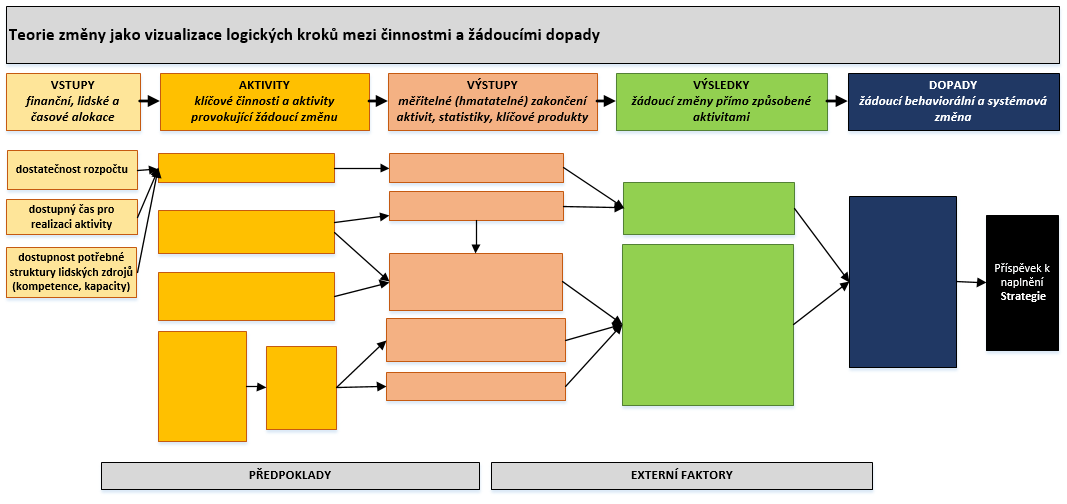 Teorie změny jako vizualizace logických kroků mezi činnostmi a žádoucími dopady
VSTUPY
finanční, lidské a
časové alokace
AKTIVITY
klíčové činnosti a aktivity
provokující žádoucí změnu
VÝSTUPY
měřitelné (hmatatelné) zakončení
aktivit, statistiky, klíčové produkty
VÝSLEDKY
žádoucí změny přímo způsobené
aktivitami
DOPADY
žádoucí behaviorální a systémová
změna
dostatečnost rozpočtu
dostupný čas pro
realizaci aktivity
dostupnost potřebné
struktury lidských zdrojů
(kompetence, kapacity)
Příspěvek k
naplnění
Strategie
PŘEDPOKLADY
EXTERNÍ FAKTORY